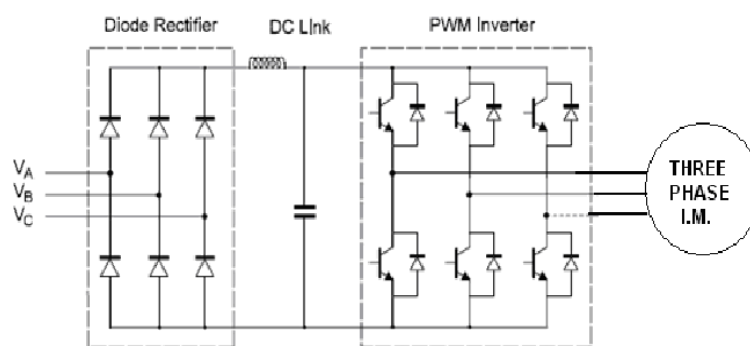 Diode Rectifier
DC Link
PWM Inverter
VA
VB
VC
THREE
PHASE
I.M.